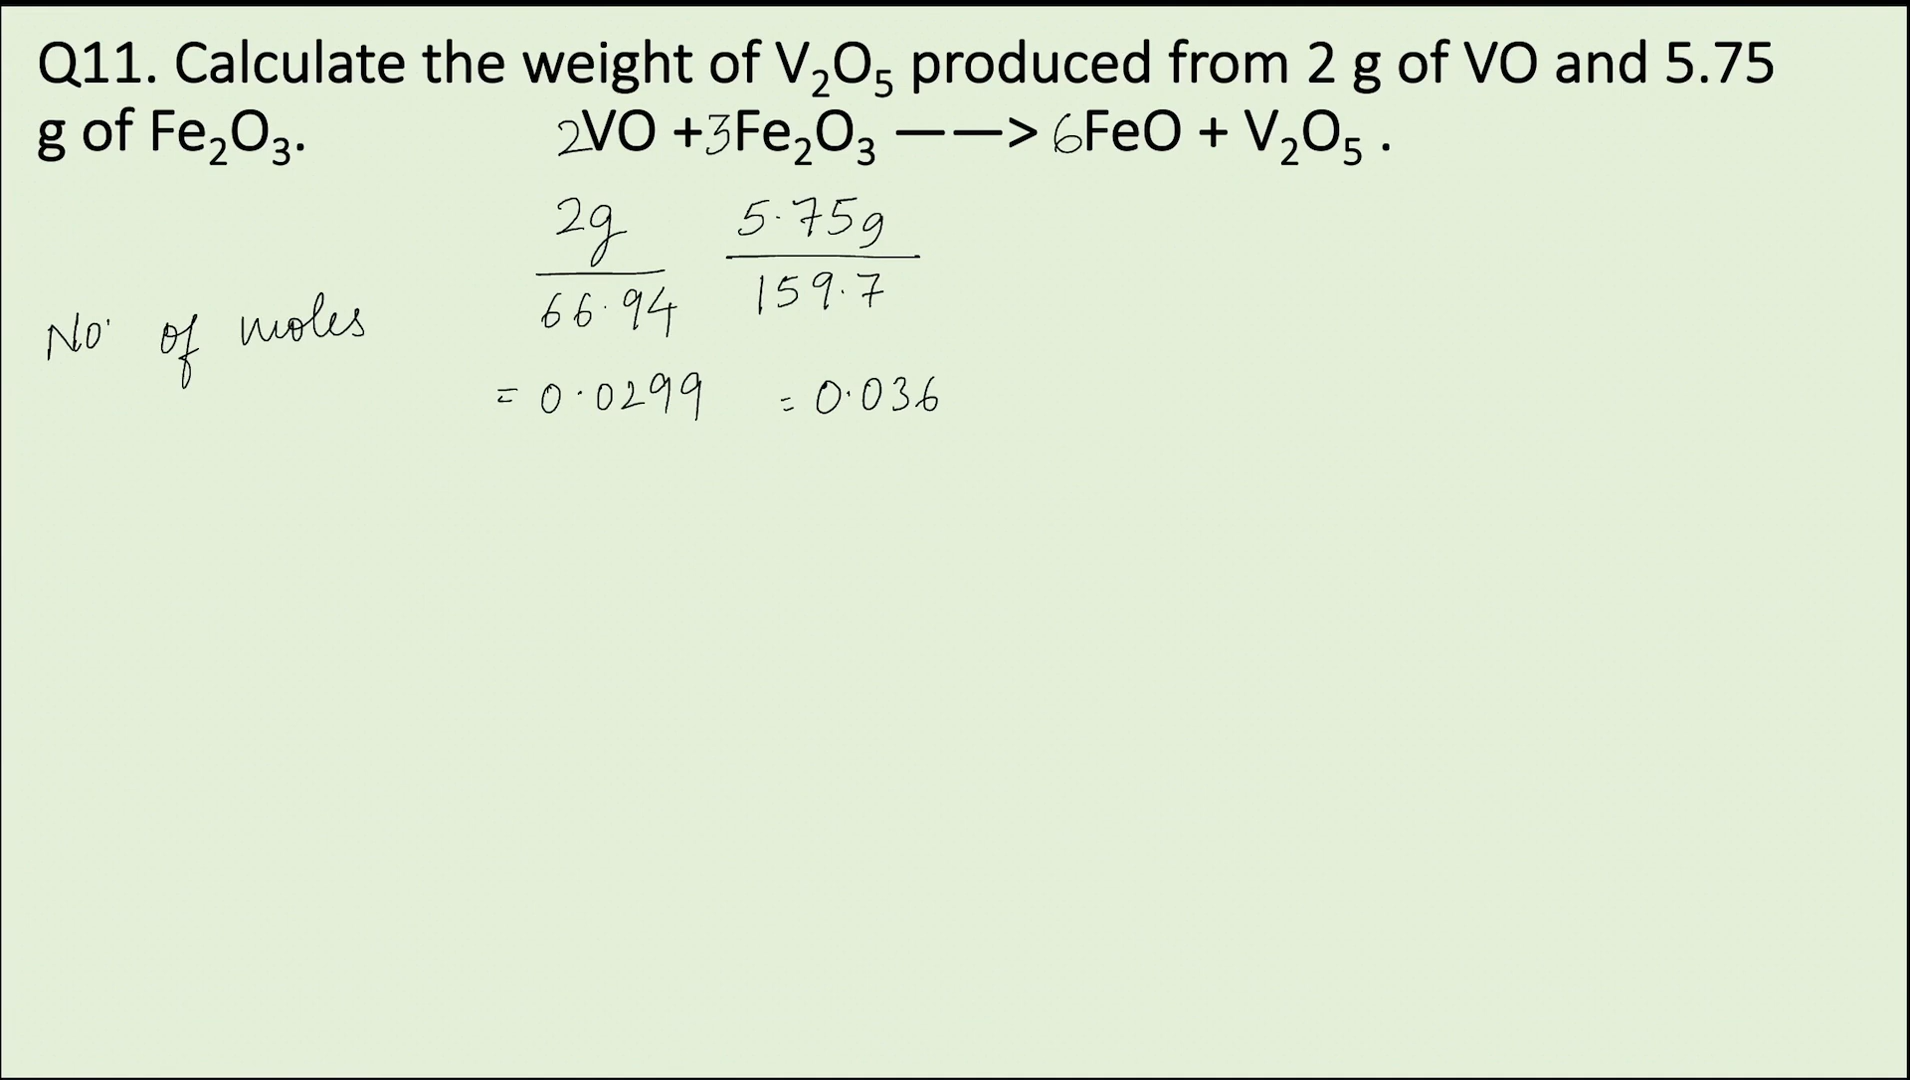 Q11. Calculate the weight of V₂O₅ produced from 2 g of VO and 5.75
g of Fe₂O₃. 2VO +3Fe₂O₃ ——> 6FeO + V₂O₅ .
2g 5.75g
66.94 159.7
No. of moles
= 0.0299 = 0.036